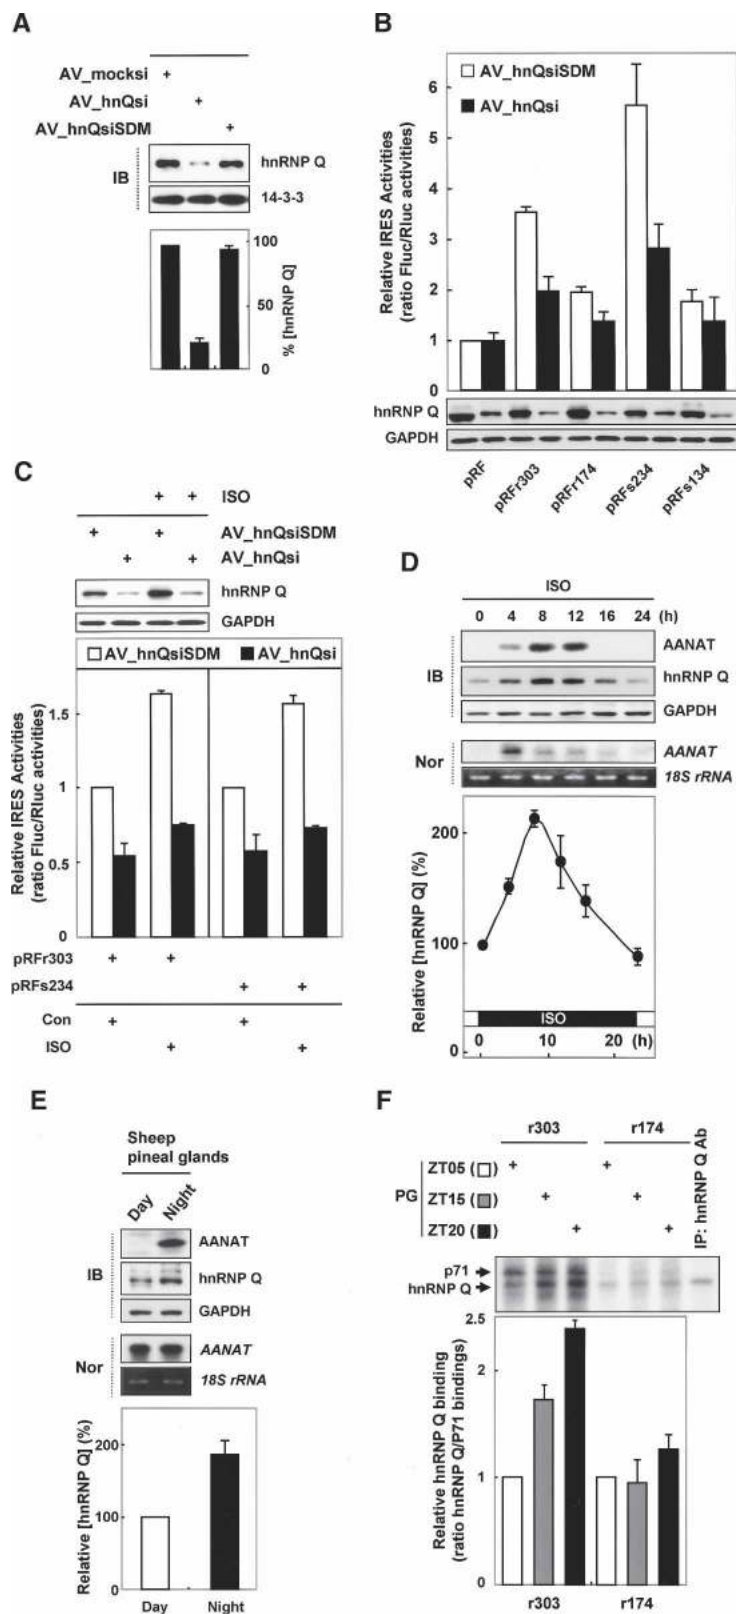 A
AV_mocksi +
AV_hnQsi +
AV_hnQsiSDM +
IB
hnRNP Q
14-3-3
100
50
0
% [hnRNP Q]
B
AV_hnQsiSDM
AV_hnQsi
Relative IRES Activities
(ratio Fluc/Rluc activities)
6
5
4
3
2
1
0
hnRNP Q
GAPDH
pRF pRFr303 pRFr174 pRFs234 pRFs134
C
+ + ISO
+ + AV_hnQsiSDM
+ + AV_hnQsi
hnRNP Q
GAPDH
AV_hnQsiSDM AV_hnQsi
Relative IRES Activities
(ratio Fluc/Rluc activities)
1.5
1
0.5
0
pRFr303 + +
pRFs234 + +
Con + +
ISO + +
D
ISO
0 4 8 12 16 24 (h)
IB
AANAT
hnRNP Q
GAPDH
Nor
AANAT
18S rRNA
Relative [hnRNP Q] (%)
200
100
0
ISO
0 10 20 (h)
E
Sheep
pineal glands
Day Night
IB
AANAT
hnRNP Q
GAPDH
Nor
AANAT
18S rRNA
Relative [hnRNP Q] (%)
200
100
0
Day Night
F
r303 r174
IP: hnRNP Q Ab
PG
ZT05 ( ) + +
ZT15 ( ) + +
ZT20 ( ) + +
p71
hnRNP Q
Relative hnRNP Q binding
(ratio hnRNP Q/P71 bindings)
2.5
2
1
0
r303 r174